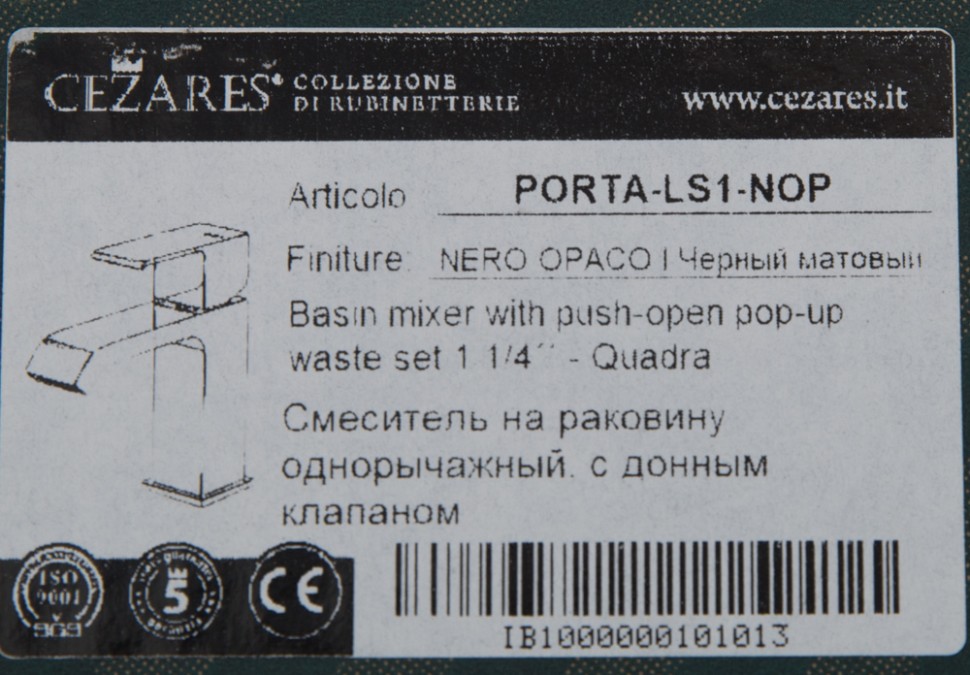 CEZARES® COLLEZIONE
DI RUBINETTERIE
www.cezares.it
Articolo PORTA-LS1-NOP
Finiture: NERO OPACO | Черный матовый
Basin mixer with push-open pop-up
waste set 1 1/4´´ - Quadra
Смеситель на раковину
однорычажный. с донным
клапаном
ISO
9001
5
CE
IB1000000101013